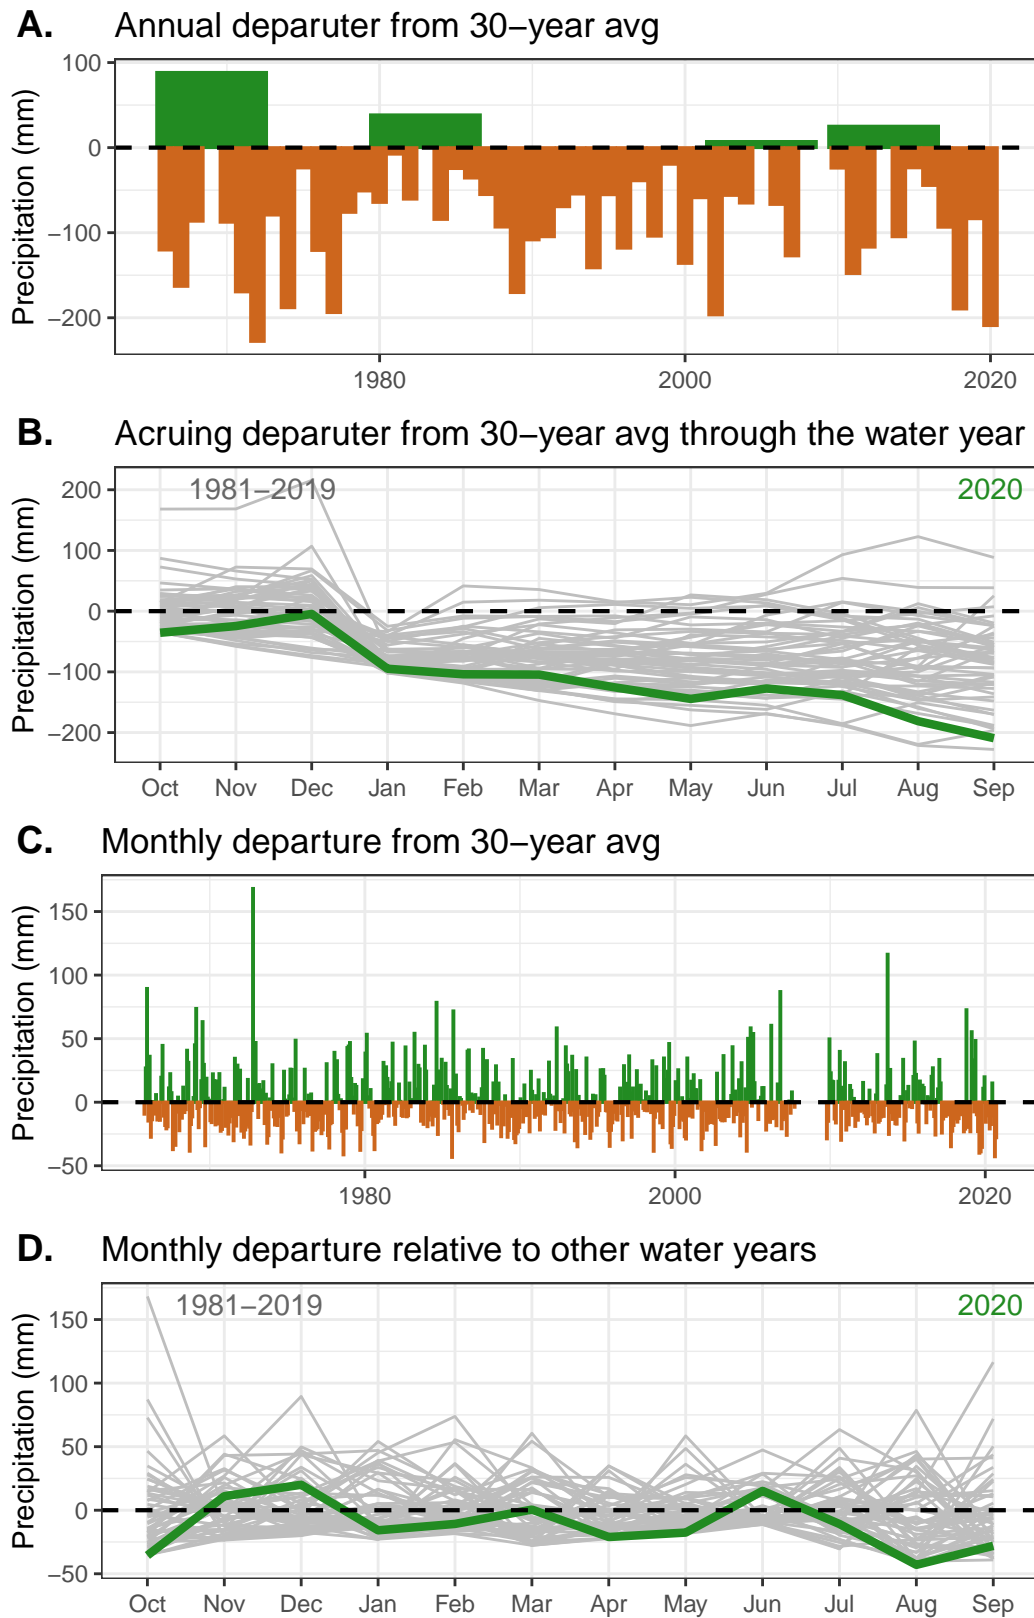 A. Annual deparuter from 30−year avg
Precipitation (mm)
100
0
−100
−200
1980 2000 2020
B. Acruing deparuter from 30−year avg through the water year
Precipitation (mm)
200
100
0
−100
−200
1981−2019 2020
Oct Nov Dec Jan Feb Mar Apr May Jun Jul Aug Sep
C. Monthly departure from 30−year avg
Precipitation (mm)
150
100
50
0
−50
1980 2000 2020
D. Monthly departure relative to other water years
Precipitation (mm)
150
100
50
0
−50
1981−2019 2020
Oct Nov Dec Jan Feb Mar Apr May Jun Jul Aug Sep